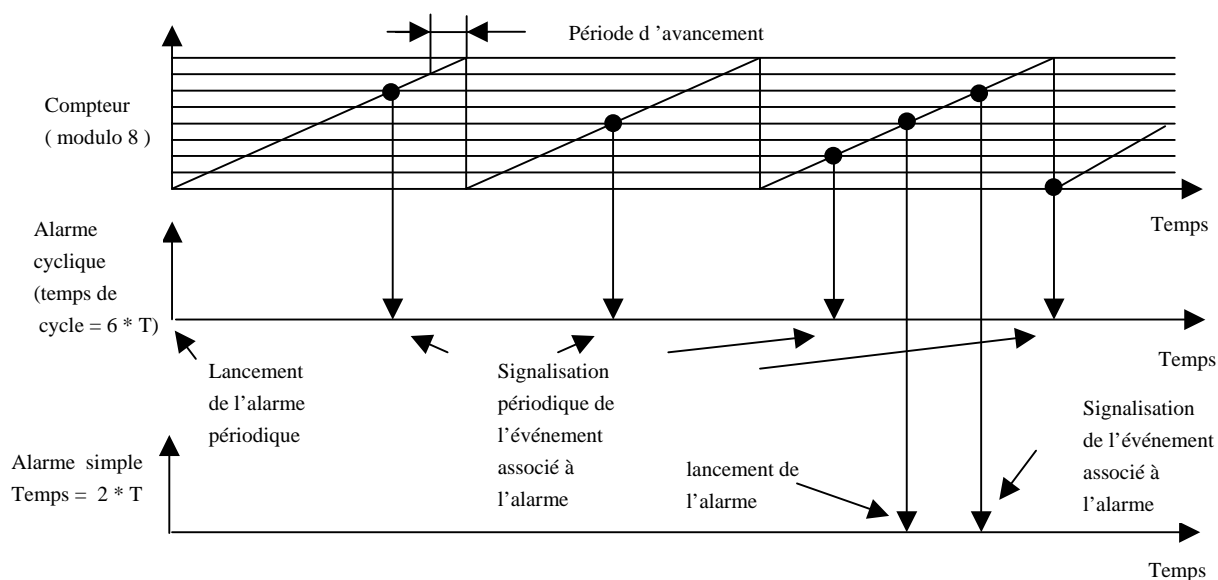 Période d ’avancement
Compteur
( modulo 8 )
Temps
Alarme
cyclique
(temps de
cycle = 6 * T)
Temps
Lancement
de l’alarme
périodique
Signalisation
périodique de
l’événement
associé à
l’alarme
lancement de
l’alarme
Signalisation
de l’événement
associé à
l’alarme
Alarme simple
Temps = 2 * T
Temps